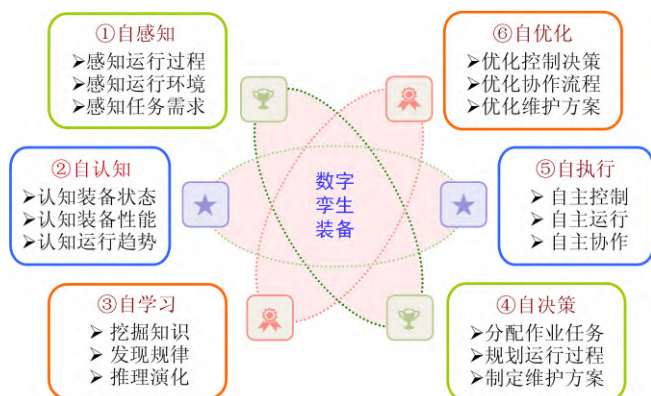 ①自感知
➢感知运行过程
➢感知运行环境
➢感知任务需求
②自认知
➢认知装备状态
➢认知装备性能
➢认知运行趋势
③自学习
➢挖掘知识
➢发现规律
➢推理演化
数字
孪生
装备
⑥自优化
➢优化控制决策
➢优化协作流程
➢优化维护方案
⑤自执行
➢自主控制
➢自主运行
➢自主协作
④自决策
➢分配作业任务
➢规划运行过程
➢制定维护方案